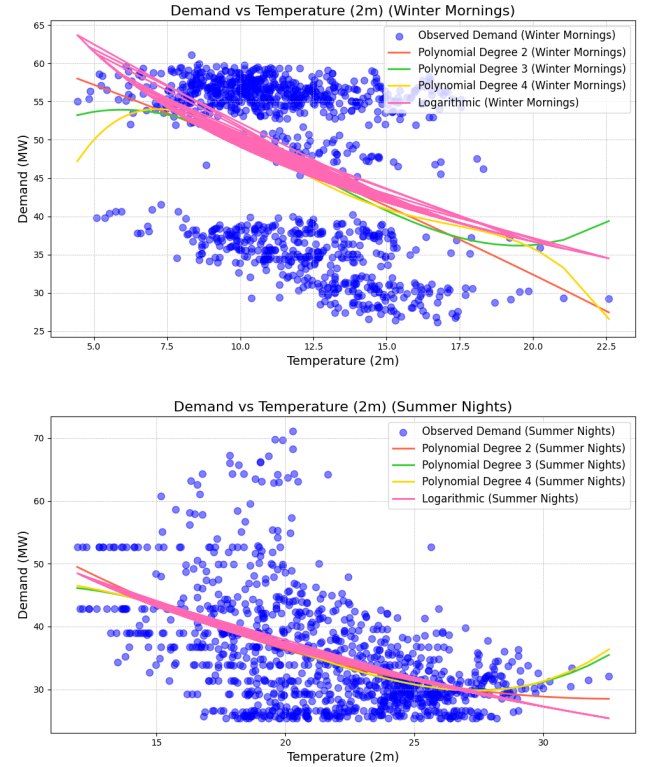 Demand vs Temperature (2m) (Winter Mornings)
65
60
55
50
45
40
35
30
25
Demand (MW)
Observed Demand (Winter Mornings)
Polynomial Degree 2 (Winter Mornings)
Polynomial Degree 3 (Winter Mornings)
Polynomial Degree 4 (Winter Mornings)
Logarithmic (Winter Mornings)
5.0 7.5 10.0 12.5 15.0 17.5 20.0 22.5
Temperature (2m)
Demand vs Temperature (2m) (Summer Nights)
70
60
50
40
30
Demand (MW)
Observed Demand (Summer Nights)
Polynomial Degree 2 (Summer Nights)
Polynomial Degree 3 (Summer Nights)
Polynomial Degree 4 (Summer Nights)
Logarithmic (Summer Nights)
15 20 25 30
Temperature (2m)